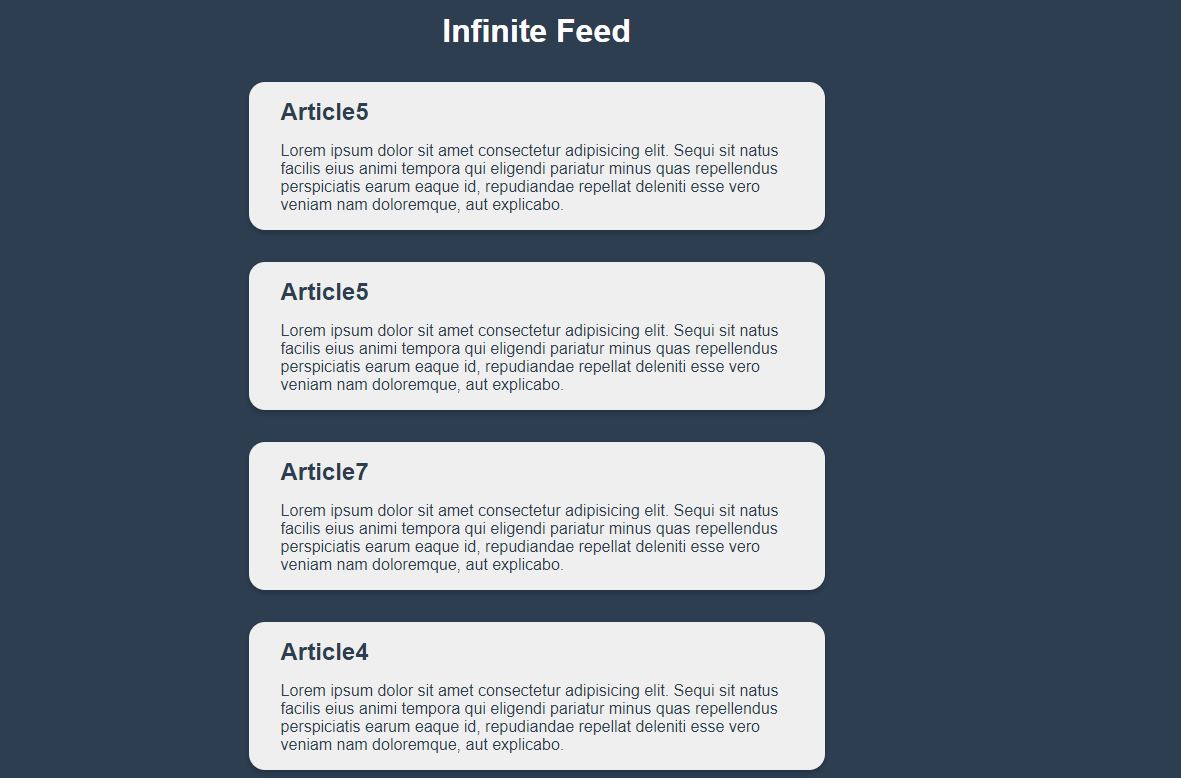 Infinite Feed
Article5
Lorem ipsum dolor sit amet consectetur adipisicing elit. Sequi sit natus
facilis eius animi tempora qui eligendi pariatur minus quas repellendus
perspiciatis earum eaque id, repudiandae repellat deleniti esse vero
veniam nam doloremque, aut explicabo.
Article5
Lorem ipsum dolor sit amet consectetur adipisicing elit. Sequi sit natus
facilis eius animi tempora qui eligendi pariatur minus quas repellendus
perspiciatis earum eaque id, repudiandae repellat deleniti esse vero
veniam nam doloremque, aut explicabo.
Article7
Lorem ipsum dolor sit amet consectetur adipisicing elit. Sequi sit natus
facilis eius animi tempora qui eligendi pariatur minus quas repellendus
perspiciatis earum eaque id, repudiandae repellat deleniti esse vero
veniam nam doloremque, aut explicabo.
Article4
Lorem ipsum dolor sit amet consectetur adipisicing elit. Sequi sit natus
facilis eius animi tempora qui eligendi pariatur minus quas repellendus
perspiciatis earum eaque id, repudiandae repellat deleniti esse vero
veniam nam doloremque, aut explicabo.